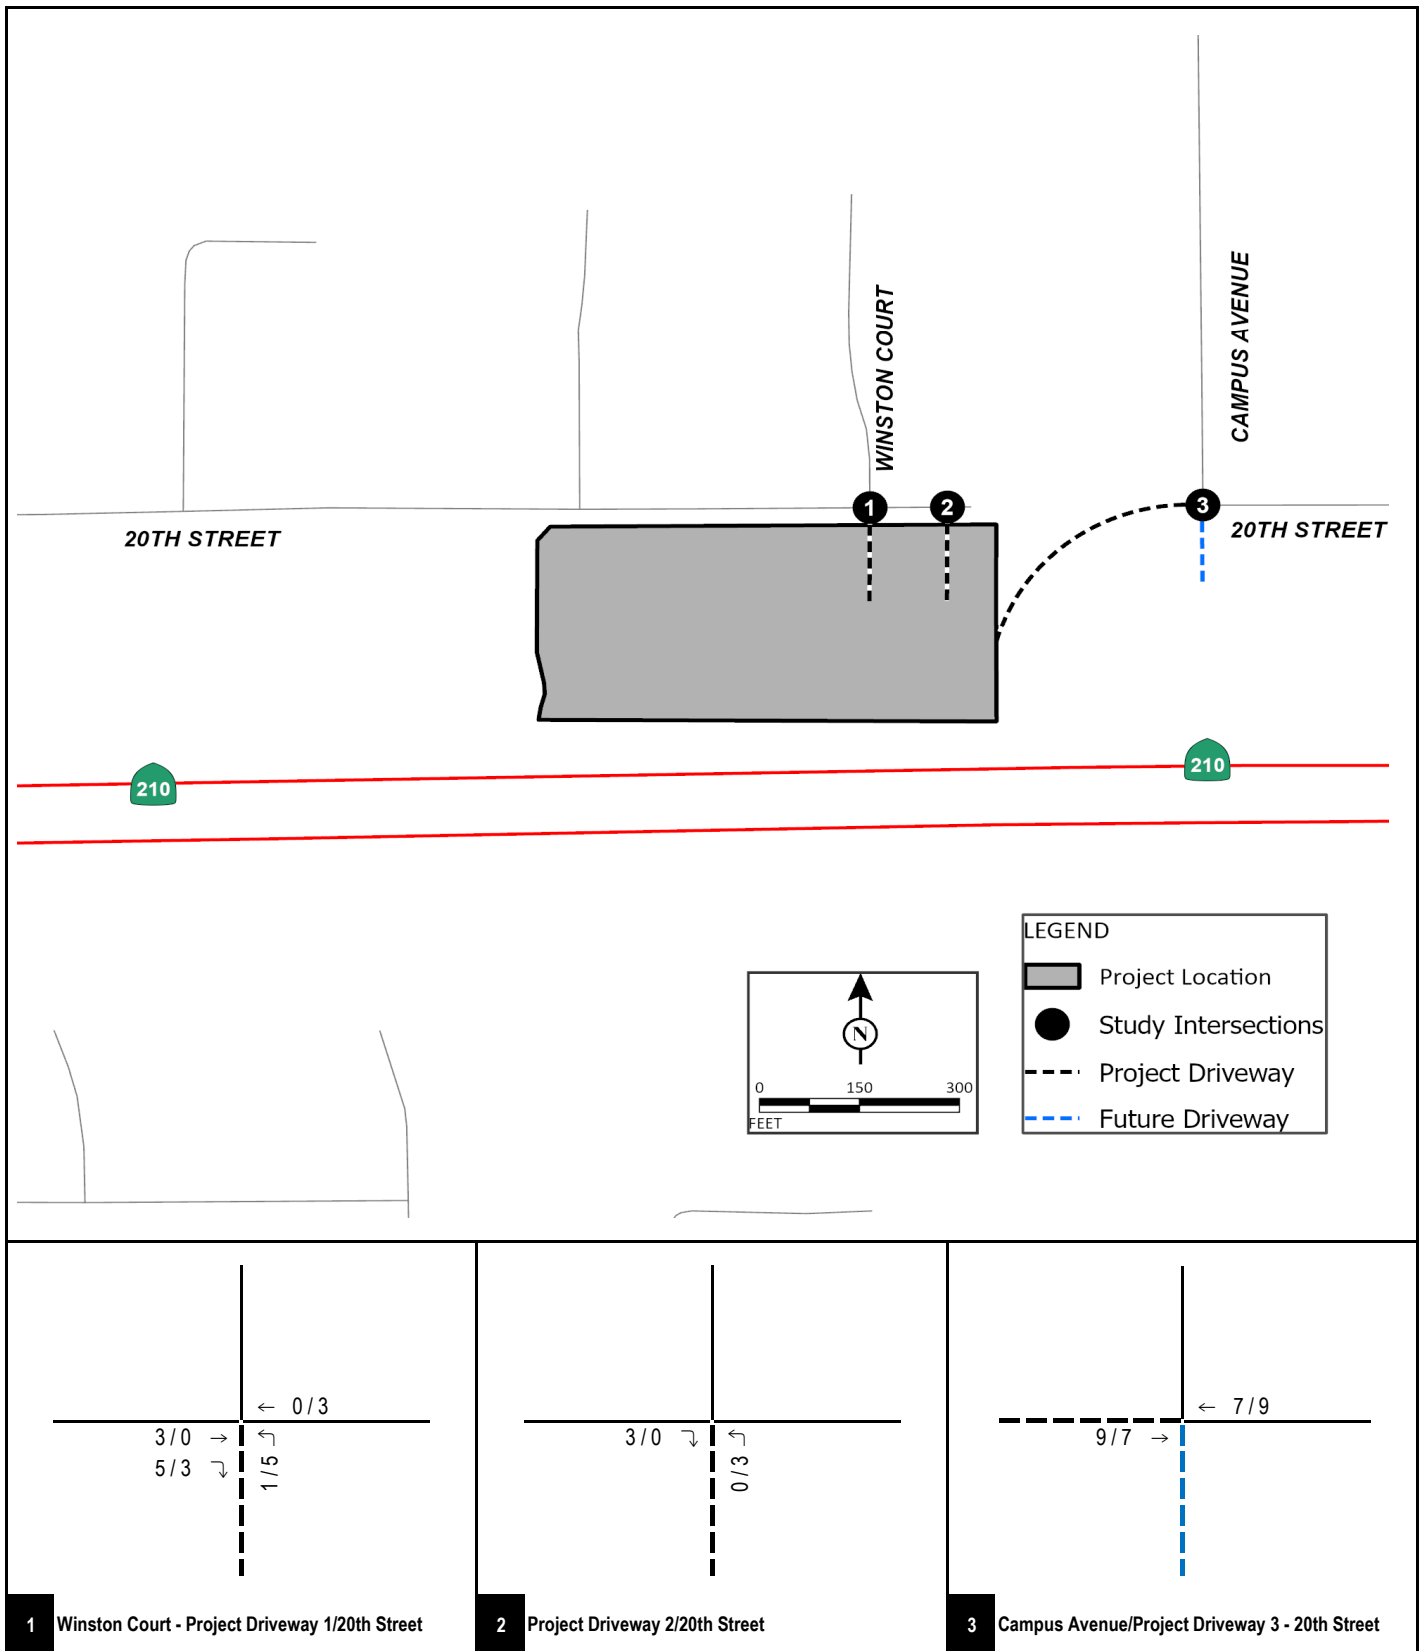 WINSTON COURT
CAMPUS AVENUE
1
2
3
20TH STREET
20TH STREET
210
210
LEGEND
Project Location
Study Intersections
Project Driveway
Future Driveway
N
0 150 300
FEET
0 / 3
3 / 0
5 / 3
1 / 5
3 / 0
0 / 3
7 / 9
9 / 7
1 Winston Court - Project Driveway 1/20th Street
2 Project Driveway 2/20th Street
3 Campus Avenue/Project Driveway 3 - 20th Street